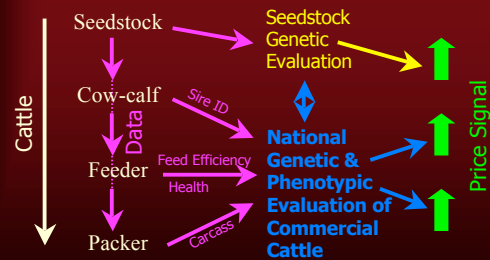 Seedstock
Cow-calf
Feeder
Packer
Cattle
Data
Sire ID
Feed Efficiency
Health
Carcass
Seedstock
Genetic
Evaluation
National
Genetic &
Phenotypic
Evaluation of
Commercial
Cattle
Price Signal